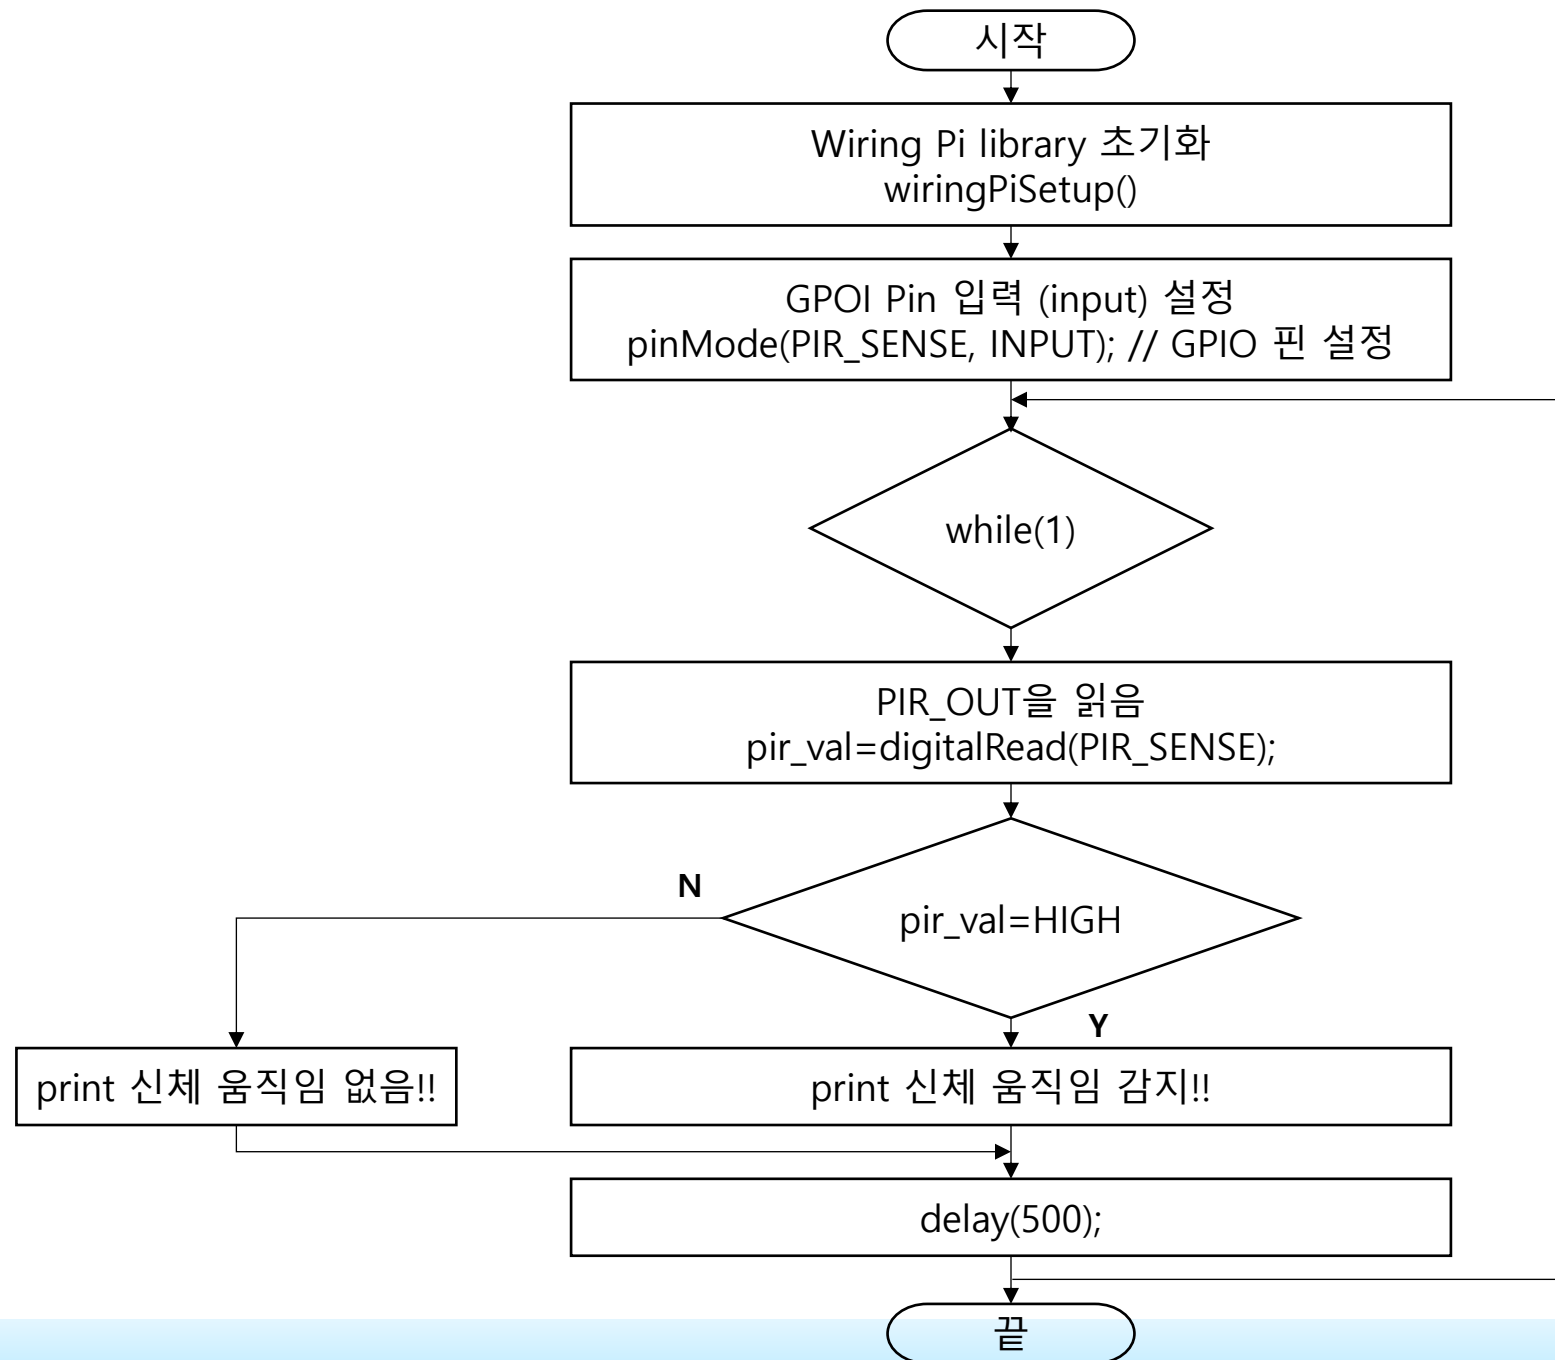 시작
Wiring Pi library 초기화
wiringPiSetup()
GPOI Pin 입력 (input) 설정
pinMode(PIR_SENSE, INPUT); // GPIO 핀 설정
while(1)
PIR_OUT을 읽음
pir_val=digitalRead(PIR_SENSE);
N
pir_val=HIGH
Y
print 신체 움직임 없음!!
print 신체 움직임 감지!!
delay(500);
끝